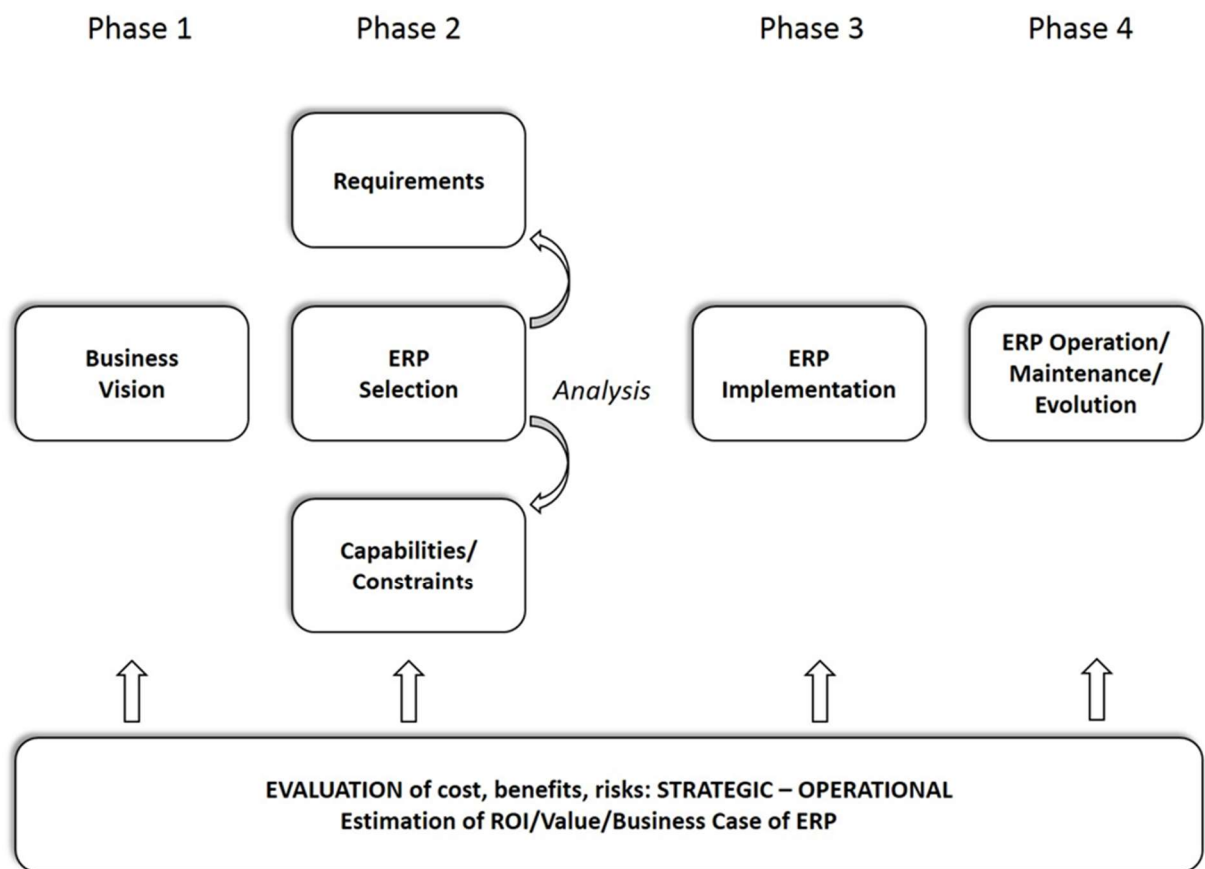 Phase 1
Phase 2
Phase 3
Phase 4
Requirements
Business
Vision
ERP
Selection
Analysis
ERP
Implementation
ERP Operation/
Maintenance/
Evolution
Capabilities/
Constraints
EVALUATION of cost, benefits, risks: STRATEGIC – OPERATIONAL
Estimation of ROI/Value/Business Case of ERP